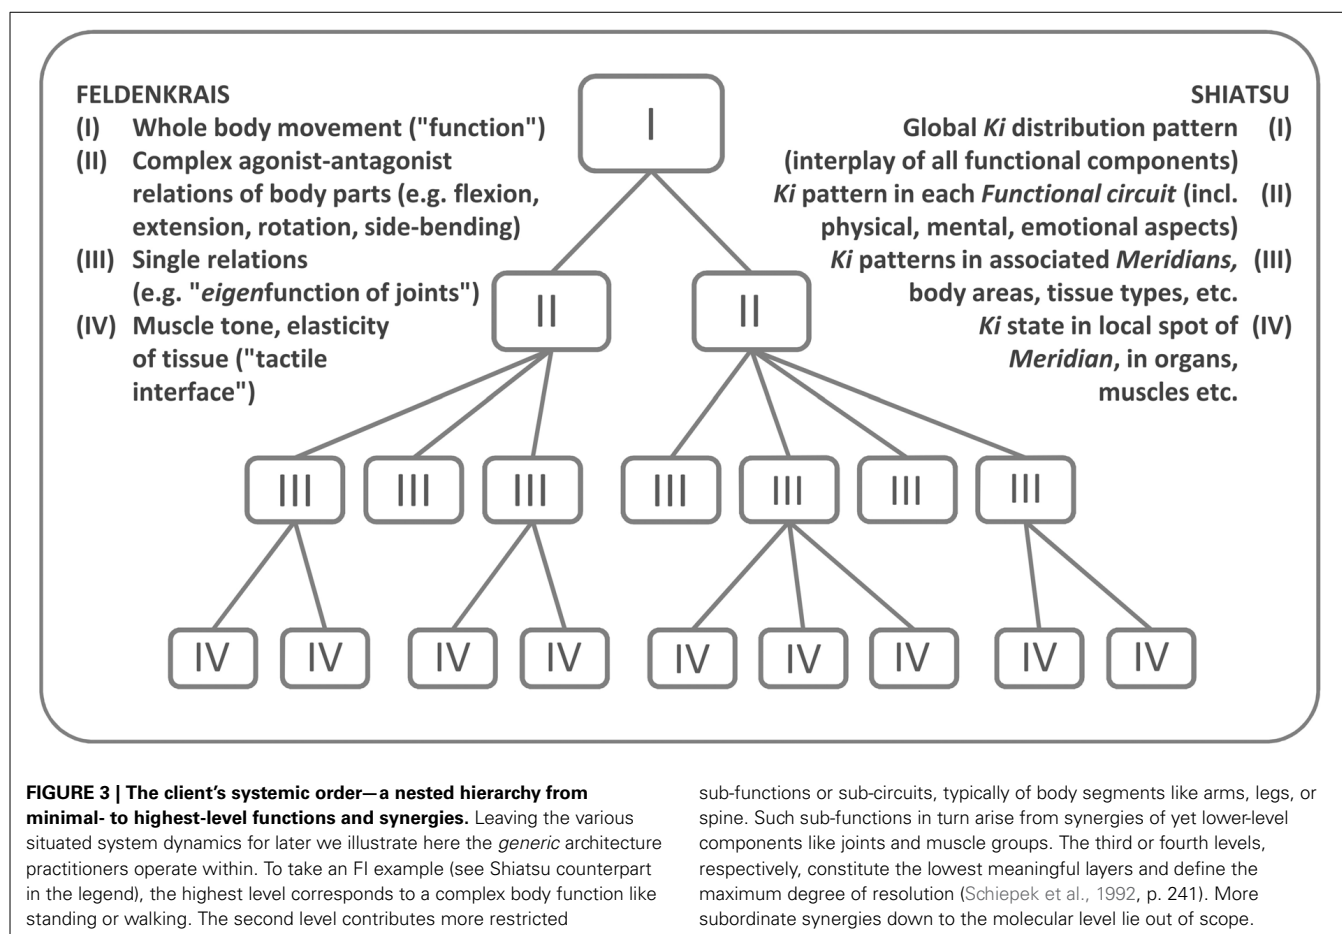 FELDENKRAIS
(I) Whole body movement ("function")
(II) Complex agonist-antagonist
relations of body parts (e.g. flexion,
extension, rotation, side-bending)
(III) Single relations
(e.g. "eigenfunction of joints")
(IV) Muscle tone, elasticity
of tissue ("tactile
interface")
SHIATSU
Global Ki distribution pattern (I)
(interplay of all functional components)
Ki pattern in each Functional circuit (incl. (II)
physical, mental, emotional aspects)
Ki patterns in associated Meridians, (III)
body areas, tissue types, etc.
Ki state in local spot of (IV)
Meridian, in organs,
muscles etc.
I
II II
III III III III III III III
IV IV IV IV IV IV IV IV IV
FIGURE 3 | The client's systemic order—a nested hierarchy from
minimal- to highest-level functions and synergies. Leaving the various
situated system dynamics for later we illustrate here the generic architecture
practitioners operate within. To take an FI example (see Shiatsu counterpart
in the legend), the highest level corresponds to a complex body function like
standing or walking. The second level contributes more restricted
sub-functions or sub-circuits, typically of body segments like arms, legs, or
spine. Such sub-functions in turn arise from synergies of yet lower-level
components like joints and muscle groups. The third or fourth levels,
respectively, constitute the lowest meaningful layers and define the
maximum degree of resolution (Schiepek et al., 1992, p. 241). More
subordinate synergies down to the molecular level lie out of scope.